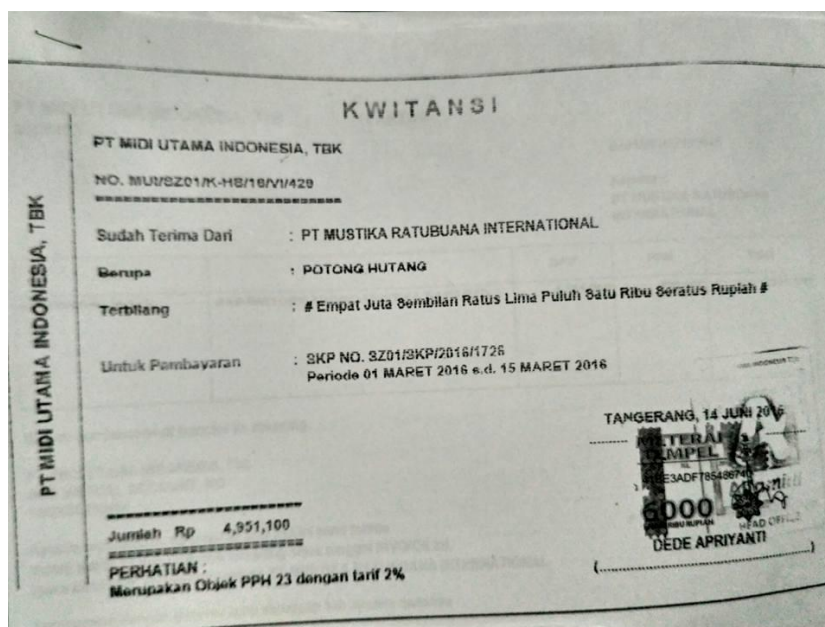 KWITANSI
PT MIDI UTAMA INDONESIA, TBK
NO. MUI/SZ01/K-HS/16/VI/429
PT MIDI UTAMA INDONESIA, TBK
Sudah Terima Dari : PT MUSTIKA RATUBUANA INTERNATIONAL
Berupa : POTONG HUTANG
Terbilang : # Empat Juta Sembilan Ratus Lima Puluh Satu Ribu Seratus Rupiah #
Untuk Pembayaran : SKP NO. SZ01/SKP/2016/1726
Periode 01 MARET 2016 s.d. 15 MARET 2016
TANGERANG, 14 JUNI 2016
METERAI
TEMPEL
6000
HEAD OFFICE
DEDE APRIYANTI
Jumlah Rp 4,951,100
PERHATIAN :
Merupakan Objek PPH 23 dengan tarif 2%